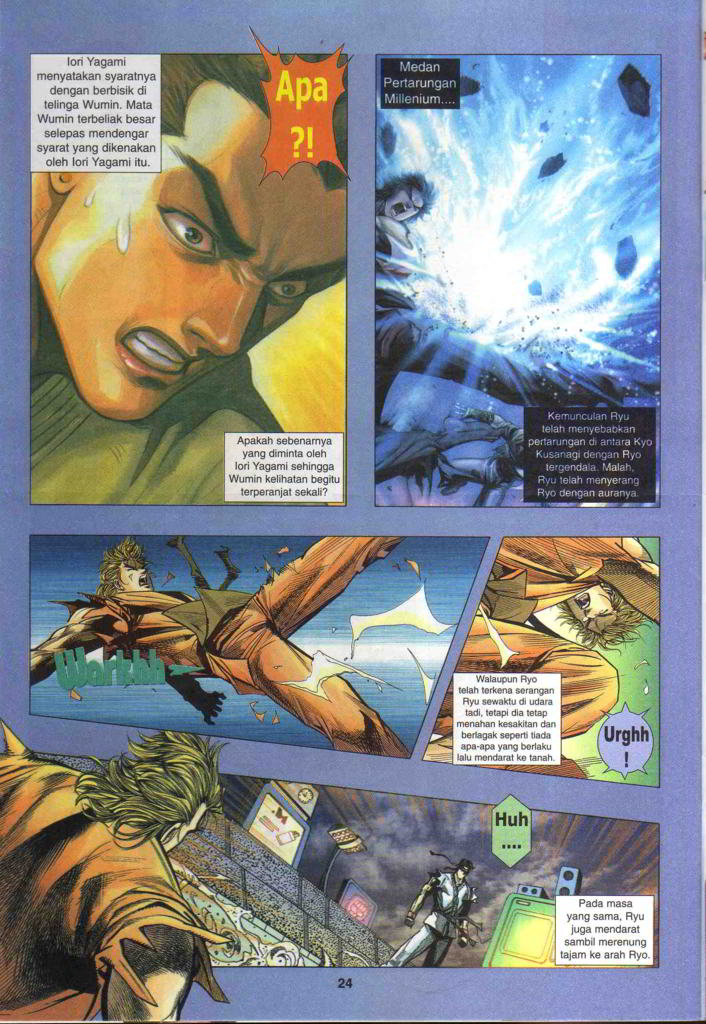 Iori Yagami
menyatakan syaratnya
dengan berbisik di
telinga Wumin. Mata
Wumin terbeliak besar
selepas mendengar
syarat yang dikenakan
oleh Iori Yagami itu.
Apa
?!
Apakah sebenarnya
yang diminta oleh
Iori Yagami sehingga
Wumin kelihatan begitu
terperanjat sekali?
Medan
Pertarungan
Millenium....
Kemunculan Ryu
telah menyebabkan
pertarungan di antara Kyo
Kusanagi dengan Ryo
tergendala. Malah,
Ryu telah menyerang
Ryo dengan auranya.
Workhh
Walaupun Ryo
telah terkena serangan
Ryu sewaktu di udara
tadi, tetapi dia tetap
menahan kesakitan dan
berlagak seperti tiada
apa-apa yang berlaku
lalu mendarat ke tanah.
Urghh
!
Huh
....
Pada masa
yang sama, Ryu
juga mendarat
sambil merenung
tajam ke arah Ryo.
24